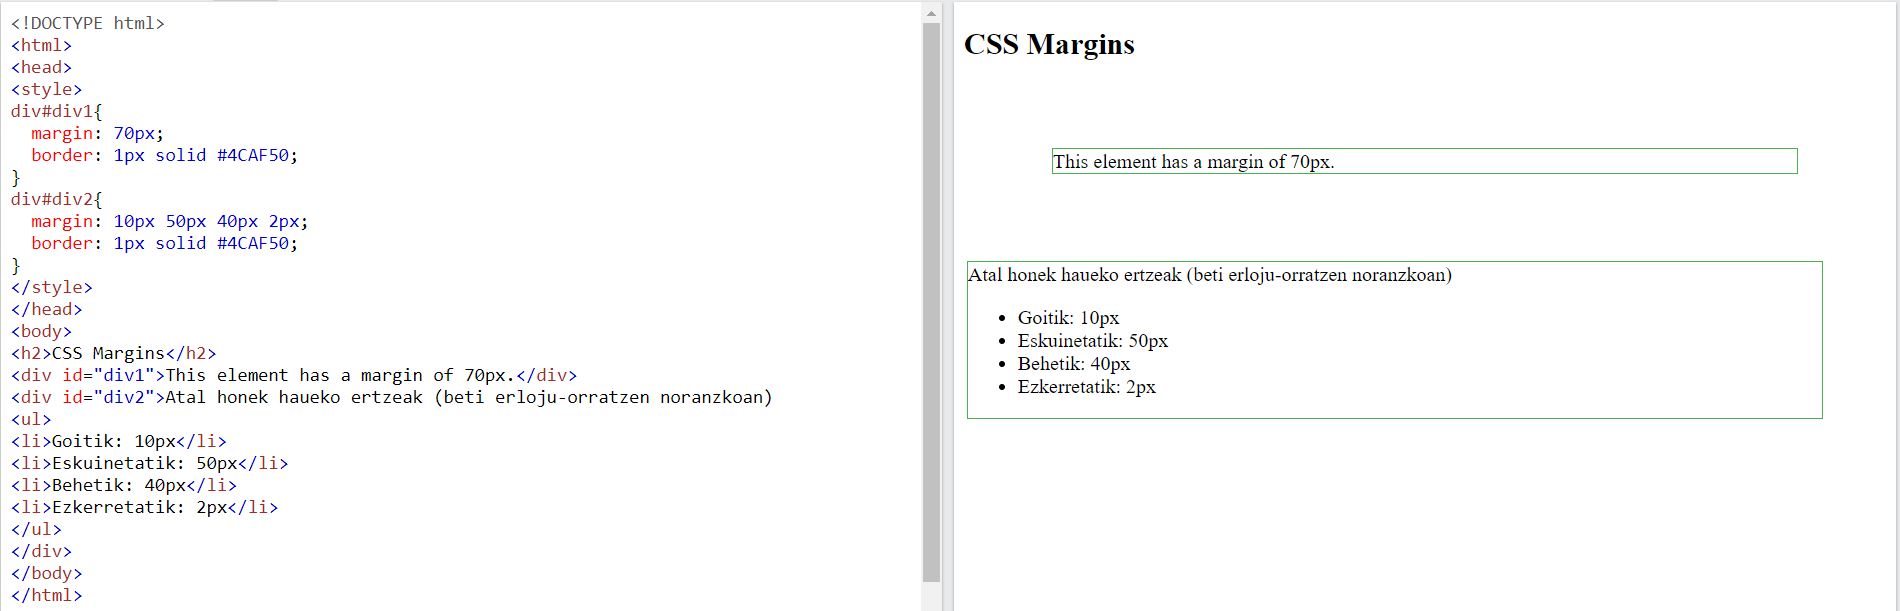 <!DOCTYPE html>
<html>
<head>
<style>
div#div1{
  margin: 70px;
  border: 1px solid #4CAF50;
}
div#div2{
  margin: 10px 50px 40px 2px;
  border: 1px solid #4CAF50;
}
</style>
</head>
<body>
<h2>CSS Margins</h2>
<div id="div1">This element has a margin of 70px.</div>
<div id="div2">Atal honek haueko ertzeak (beti erloju-orratzen noranzkoan)
<ul>
<li>Goitik: 10px</li>
<li>Eskuinetatik: 50px</li>
<li>Behetik: 40px</li>
<li>Ezkerretatik: 2px</li>
</ul>
</div>
</body>
</html>
CSS Margins
This element has a margin of 70px.
Atal honek haueko ertzeak (beti erloju-orratzen noranzkoan)
• Goitik: 10px
• Eskuinetatik: 50px
• Behetik: 40px
• Ezkerretatik: 2px